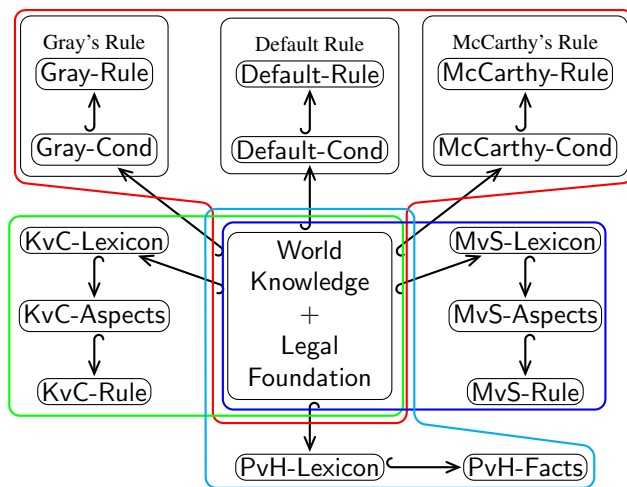 Gray's Rule
Gray-Rule
Gray-Cond
Default Rule
Default-Rule
Default-Cond
McCarthy's Rule
McCarthy-Rule
McCarthy-Cond
KvC-Lexicon
KvC-Aspects
KvC-Rule
World
Knowledge
+
Legal
Foundation
MvS-Lexicon
MvS-Aspects
MvS-Rule
PvH-Lexicon
PvH-Facts